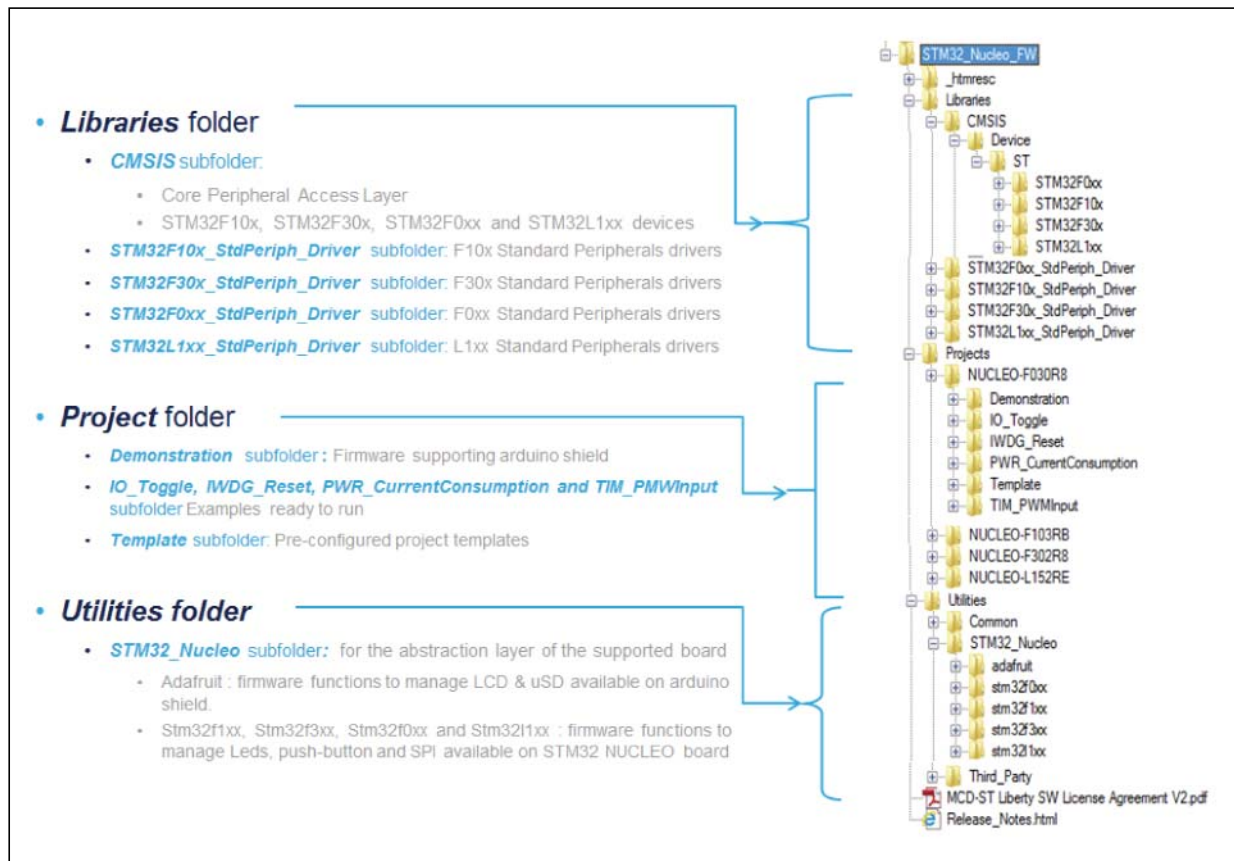 • Libraries folder
• CMSIS subfolder:
• Core Peripheral Access Layer
• STM32F10x, STM32F30x, STM32F0xx and STM32L1xx devices
• STM32F10x_StdPeriph_Driver subfolder: F10x Standard Peripherals drivers
• STM32F30x_StdPeriph_Driver subfolder: F30x Standard Peripherals drivers
• STM32F0xx_StdPeriph_Driver subfolder: F0xx Standard Peripherals drivers
• STM32L1xx_StdPeriph_Driver subfolder: L1xx Standard Peripherals drivers
• Project folder
• Demonstration subfolder : Firmware supporting arduino shield
• IO_Toggle, IWDG_Reset, PWR_CurrentConsumption and TIM_PMWInput
subfolder Examples ready to run
• Template subfolder: Pre-configured project templates
• Utilities folder
• STM32_Nucleo subfolder: for the abstraction layer of the supported board
• Adafruit : firmware functions to manage LCD & uSD available on arduino
shield.
• Stm32f1xx, Stm32f3xx, Stm32f0xx and Stm32l1xx : firmware functions to
manage Leds, push-button and SPI available on STM32 NUCLEO board
STM32_Nucleo_FW
_htmresc
Libraries
CMSIS
Device
ST
STM32F0xx
STM32F10x
STM32F30x
STM32L1xx
STM32F0xx_StdPeriph_Driver
STM32F10x_StdPeriph_Driver
STM32F30x_StdPeriph_Driver
STM32L1xx_StdPeriph_Driver
Projects
NUCLEO-F030R8
Demonstration
IO_Toggle
IWDG_Reset
PWR_CurrentConsumption
Template
TIM_PWMInput
NUCLEO-F103RB
NUCLEO-F302R8
NUCLEO-L152RE
Utilities
Common
STM32_Nucleo
adafruit
stm32f0xx
stm32f1xx
stm32f3xx
stm32l1xx
Third_Party
MCD-ST Liberty SW License Agreement V2.pdf
Release_Notes.html